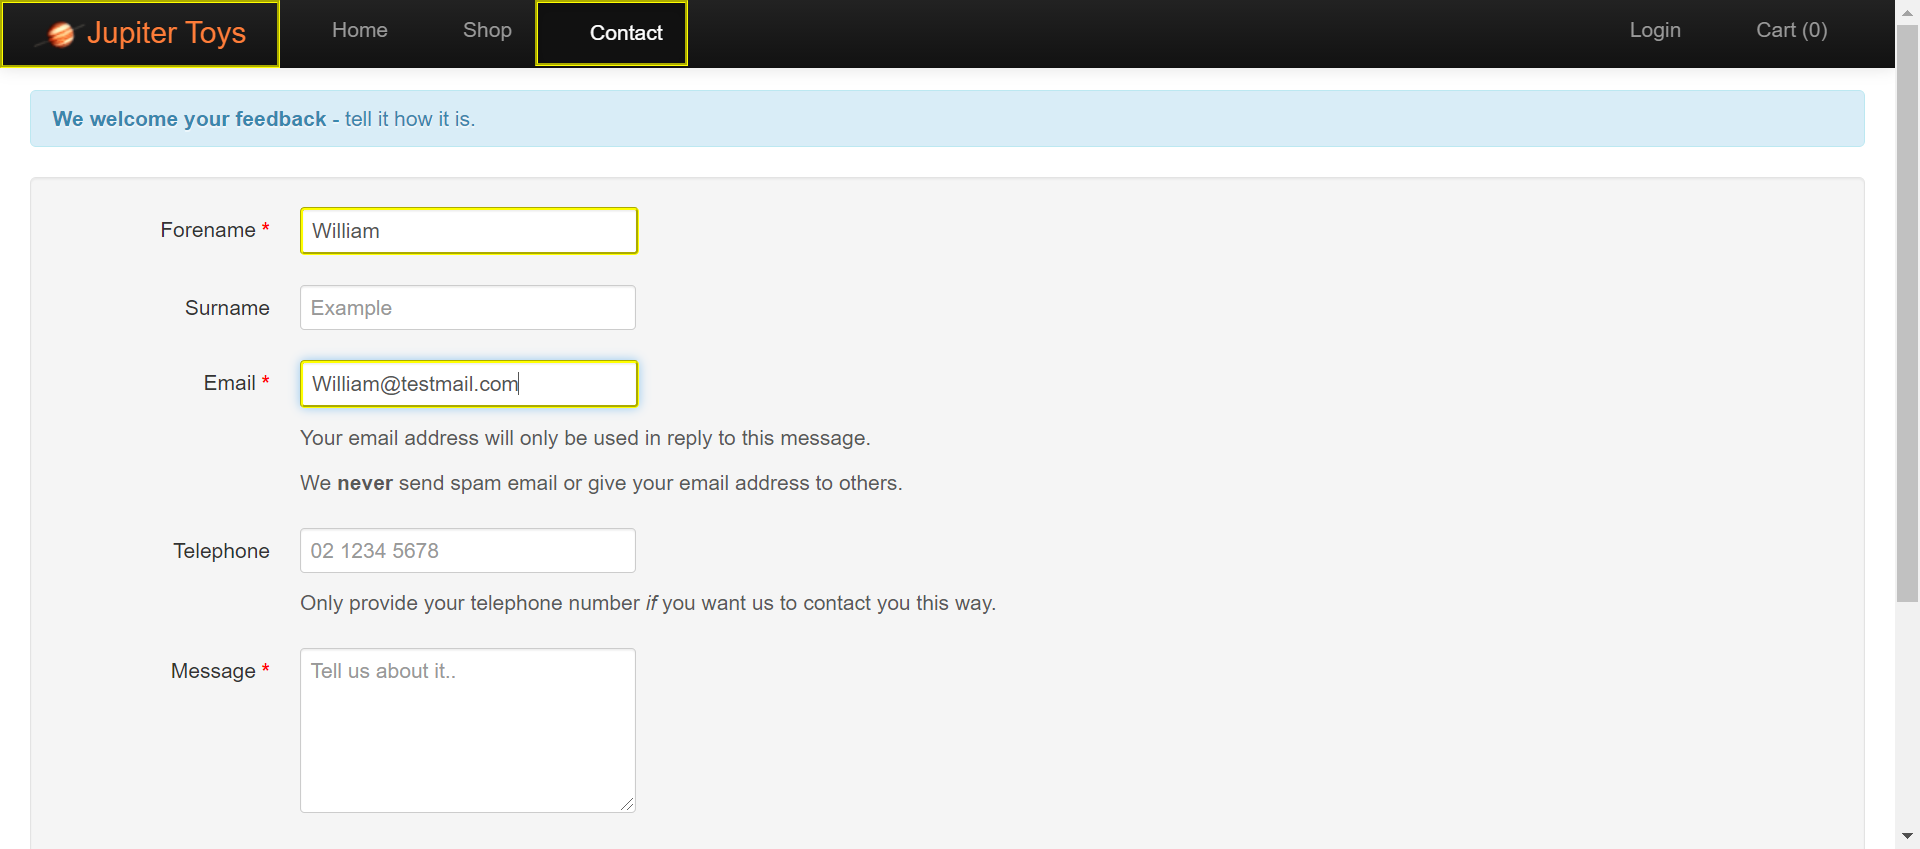 Jupiter Toys Home Shop Contact Login Cart (0)
We welcome your feedback - tell it how it is.
Forename * William
Surname Example
Email * William@testmail.com
Your email address will only be used in reply to this message.
We never send spam email or give your email address to others.
Telephone 02 1234 5678
Only provide your telephone number if you want us to contact you this way.
Message * Tell us about it..